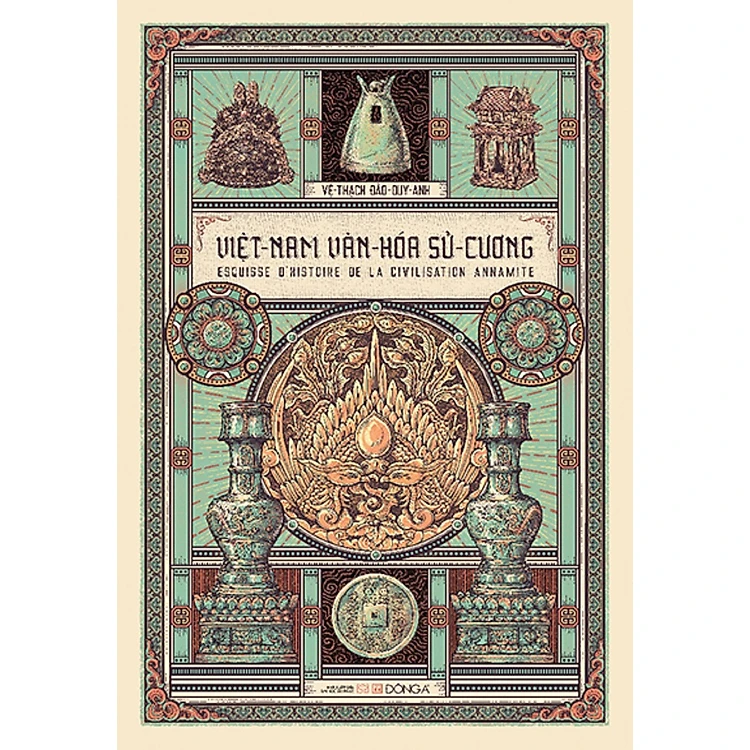 VỆ-THẠCH ĐÀO-DUY-ANH
VIỆT-NAM VĂN-HÓA SỬ-CƯƠNG
ESQUISSE D'HISTOIRE DE LA CIVILISATION ANNAMITE
ĐÔNG A